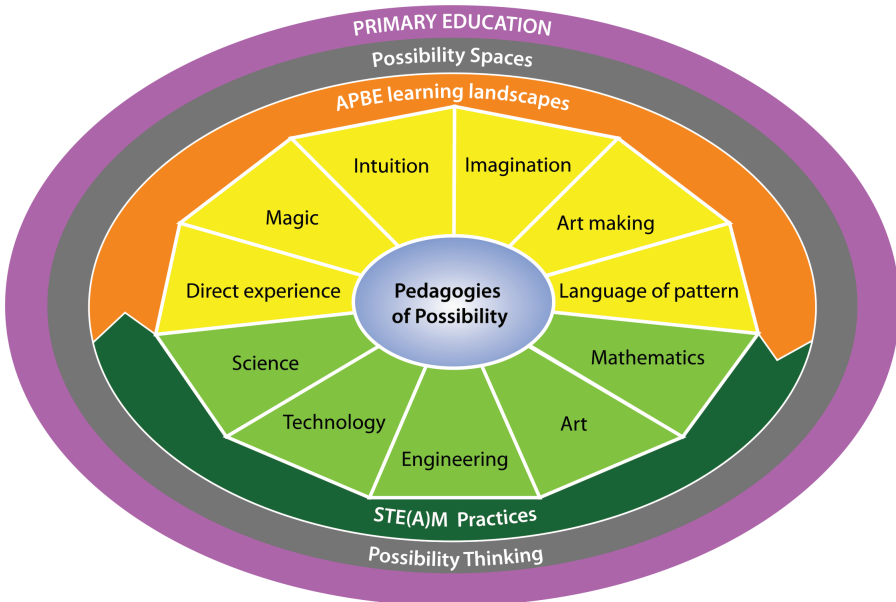 PRIMARY EDUCATION
Possibility Spaces
APBE learning landscapes
Intuition
Imagination
Magic
Art making
Direct experience
Pedagogies
of Possibility
Language of pattern
Science
Mathematics
Technology
Art
Engineering
STE(A)M Practices
Possibility Thinking